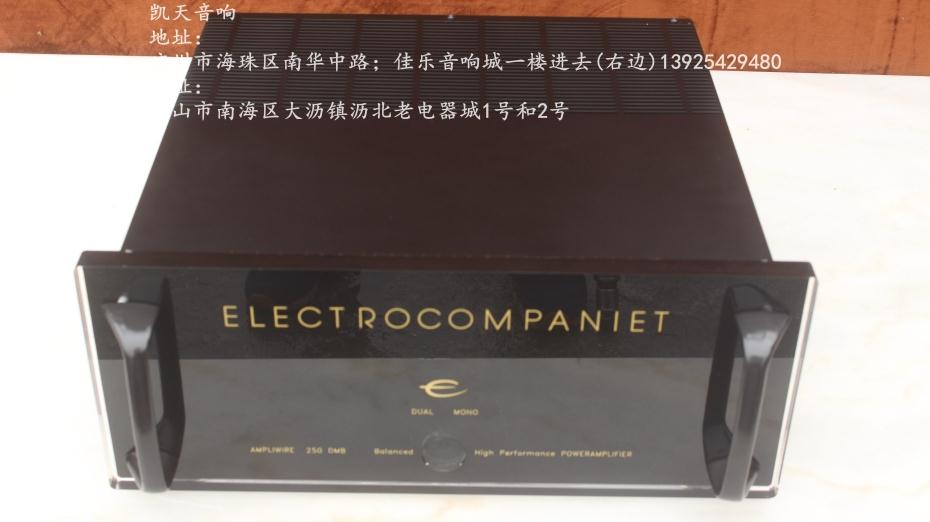 凯天音响
地址:
市海珠区南华中路;佳乐音响城一楼进去(右边)13925429480
址:
山市南海区大沥镇沥北老电器城1号和2号
ELECTROCOMPANIET
DUAL MONO
AMPLIWIRE 250 DMB Balanced High Performance POWERAMPLIFIER